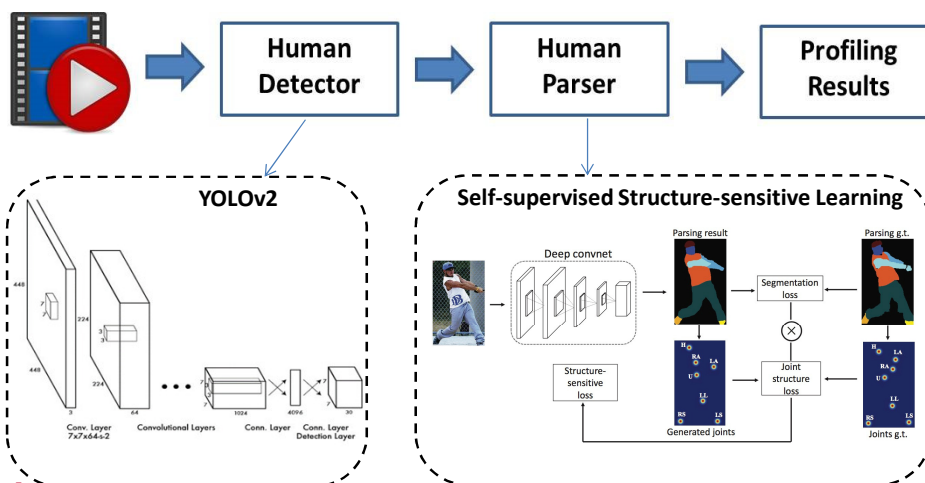 Human
Detector
Human
Parser
Profiling
Results
YOLOv2
448
7
7
448
3
224
3
3
224
64
7
7
1024
4096
7
7
30
Conv. Layer
7x7x64-s-2
Convolutional Layers
Conn. Layer
Conn. Layer
Detection Layer
Self-supervised Structure-sensitive Learning
Parsing result
Parsing g.t.
Deep convnet
Segmentation
loss
Structure-
sensitive
loss
Joint
structure
loss
H
RA
LA
U
LL
RS
LS
H
LA
RA
U
LL
RS
LS
Generated joints
Joints g.t.